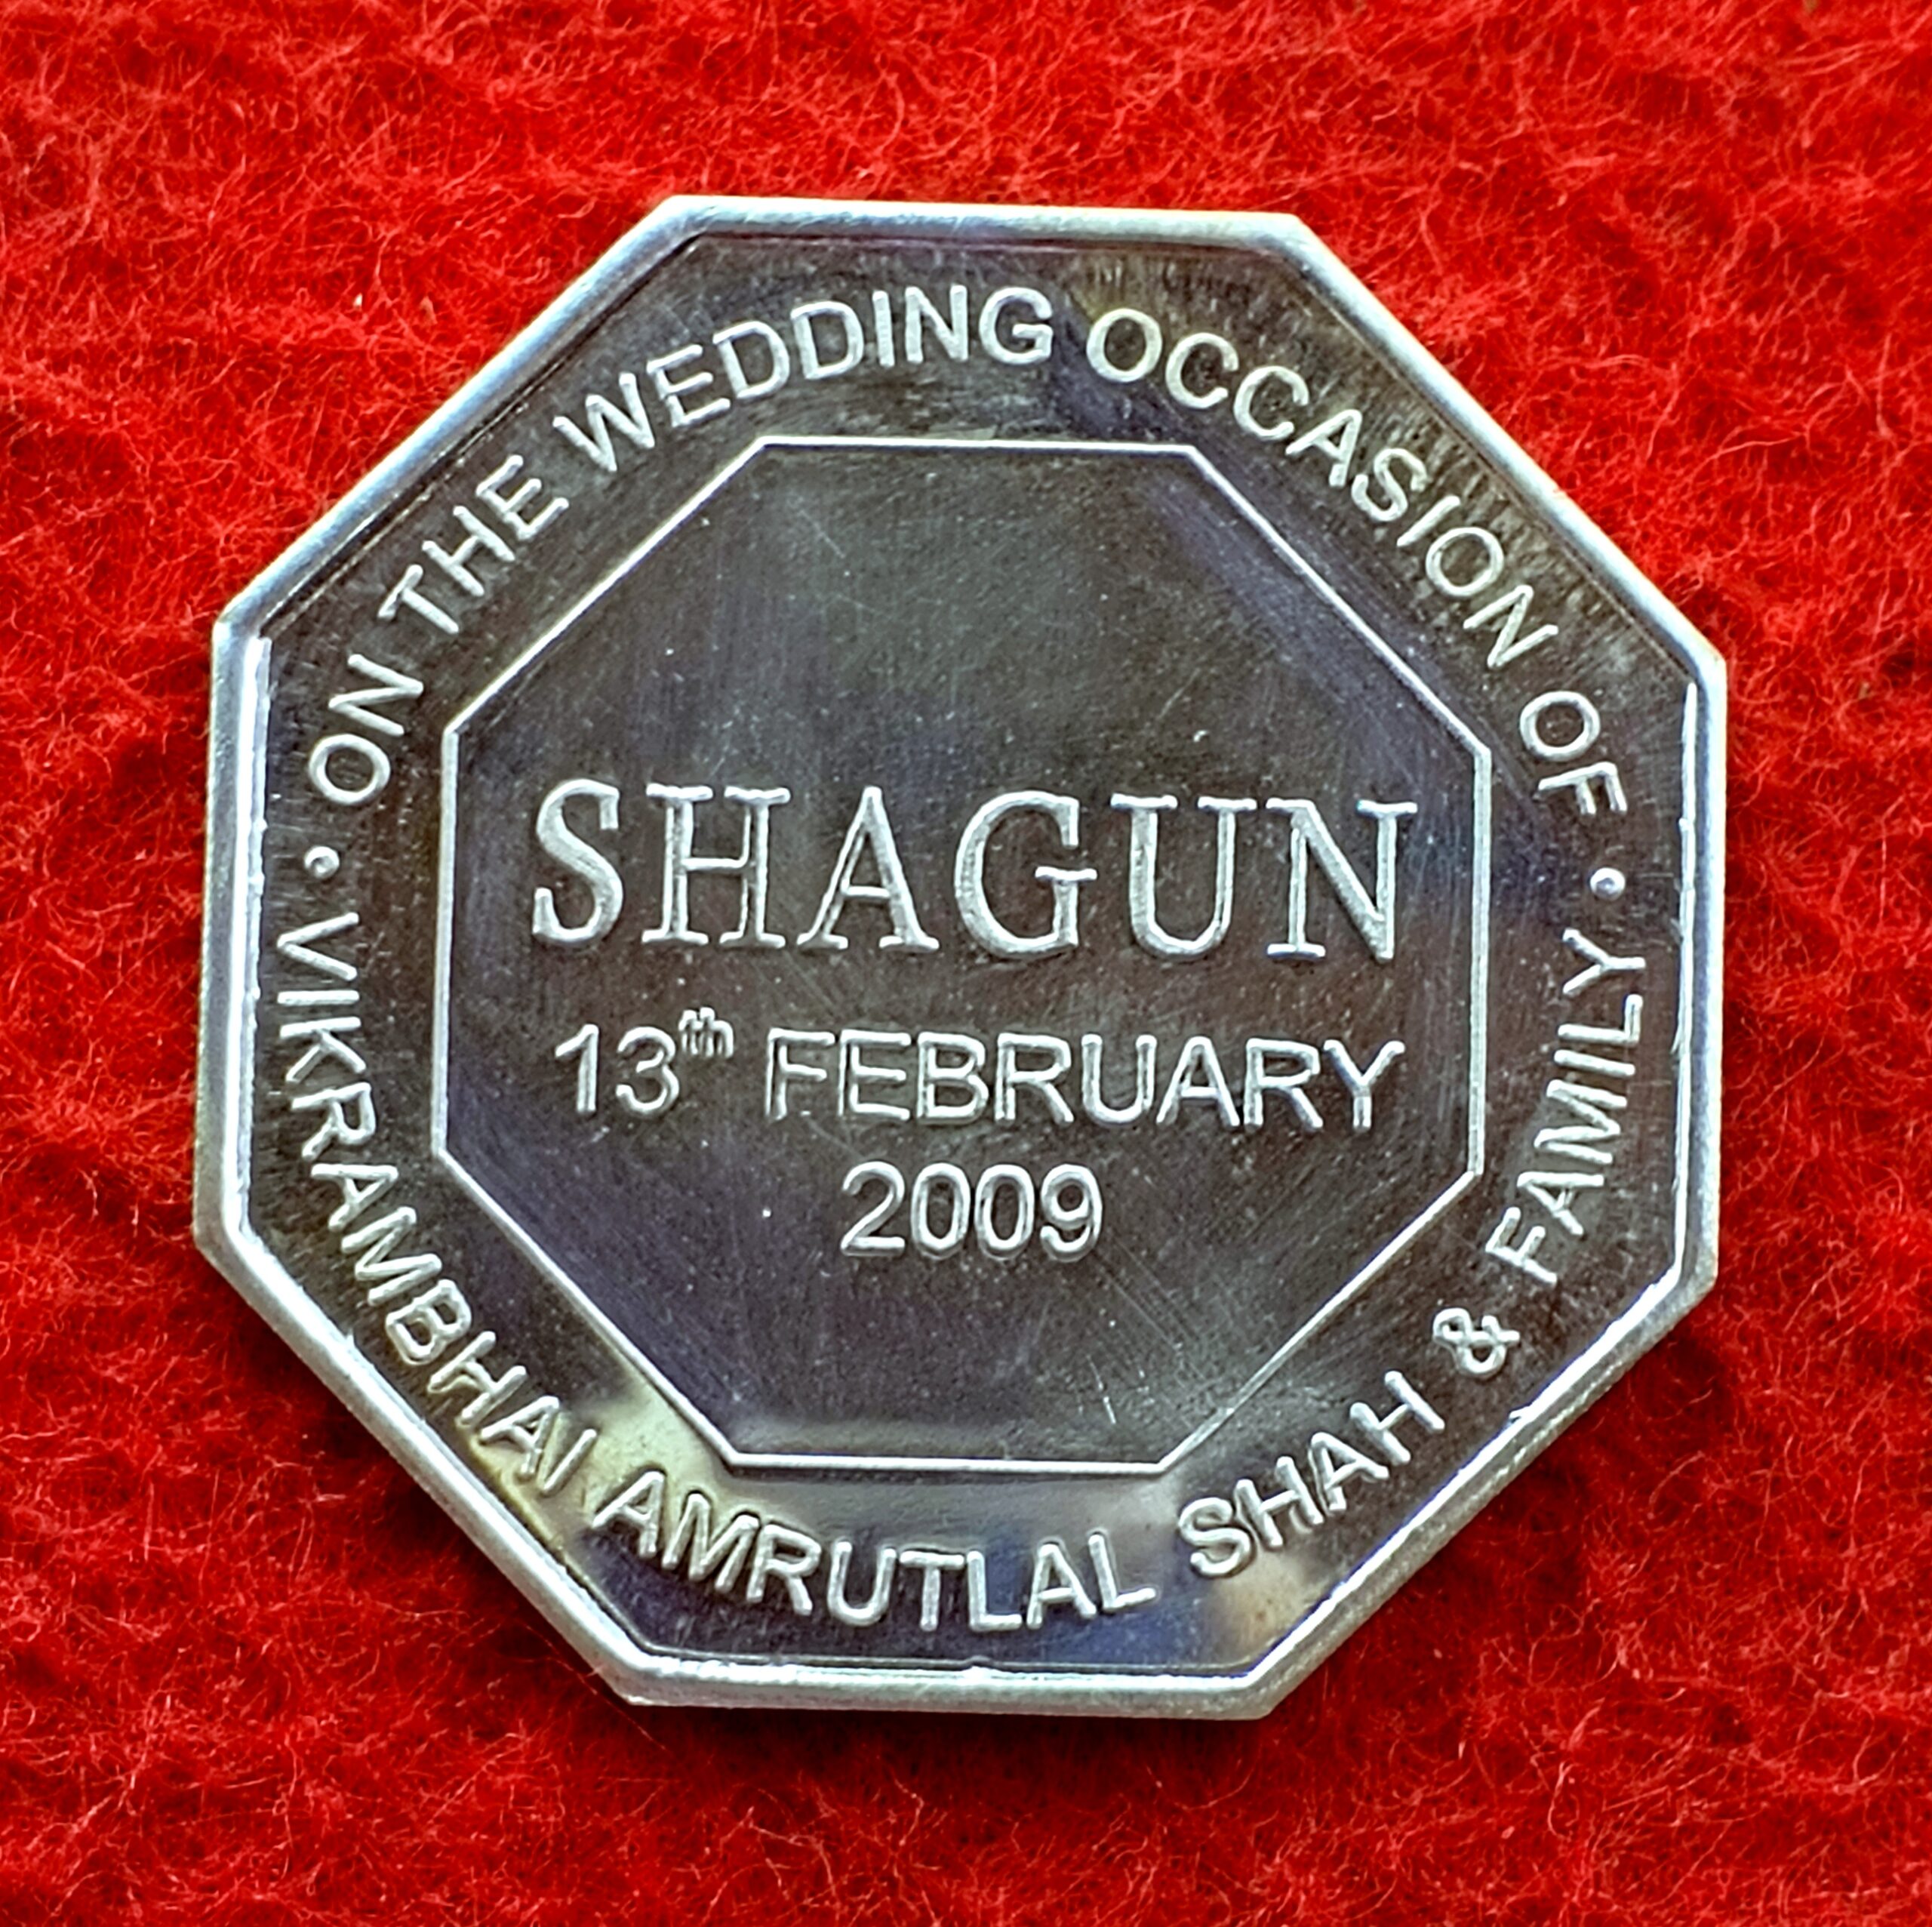 • ON THE WEDDING OCCASION OF •
SHAGUN
13th FEBRUARY
2009
VIKRAMBHAI AMRUTLAL SHAH & FAMILY